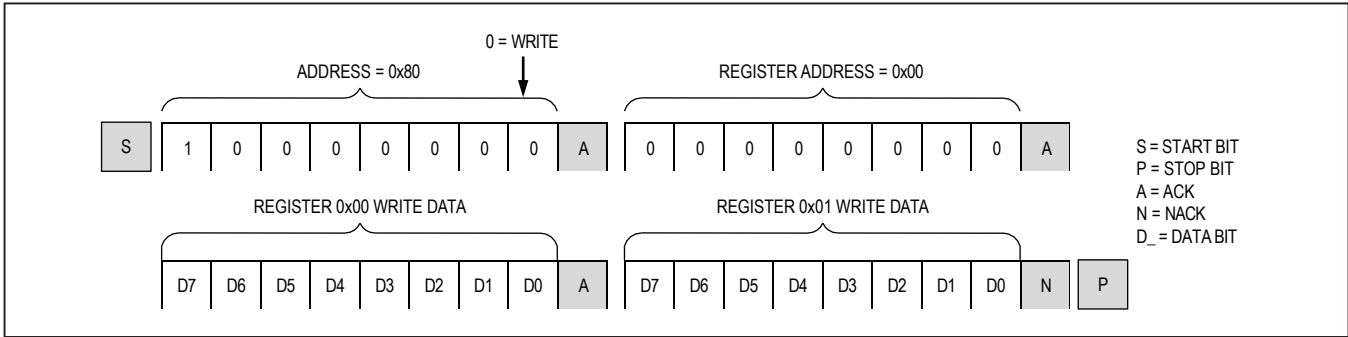 0 = WRITE
ADDRESS = 0x80 REGISTER ADDRESS = 0x00
S 1 0 0 0 0 0 0 0 A 0 0 0 0 0 0 0 0 A
REGISTER 0x00 WRITE DATA REGISTER 0x01 WRITE DATA
D7 D6 D5 D4 D3 D2 D1 D0 A D7 D6 D5 D4 D3 D2 D1 D0 N P
S = START BIT
P = STOP BIT
A = ACK
N = NACK
D_ = DATA BIT